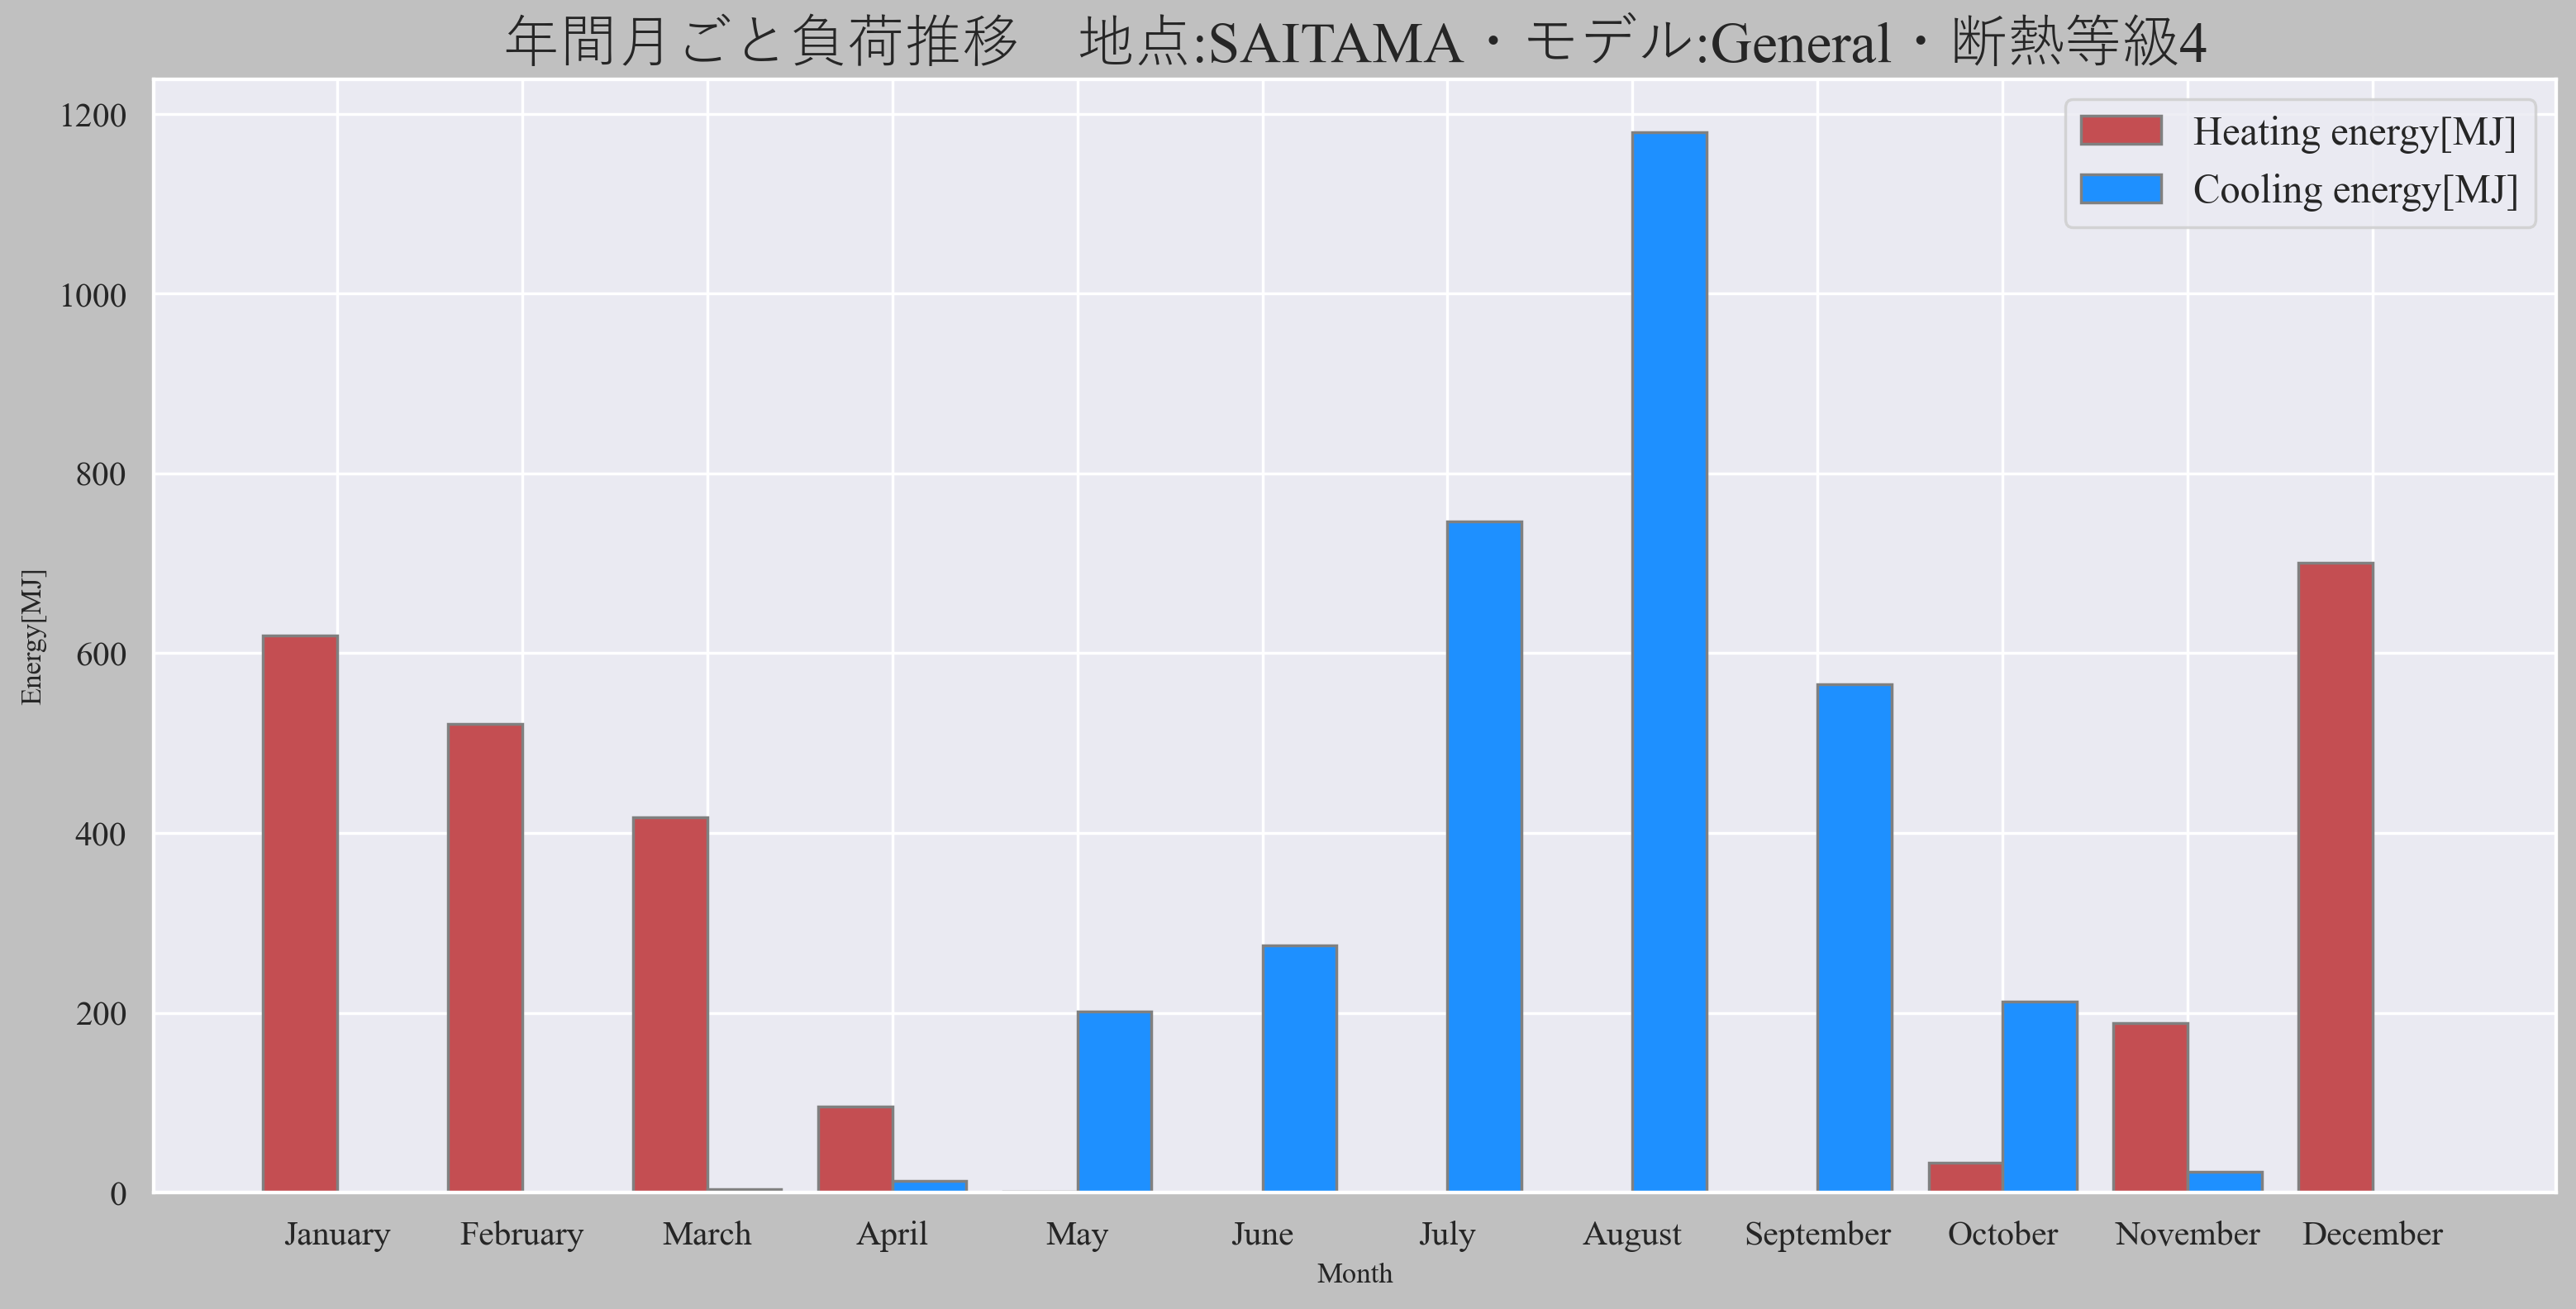 年間月ごと負荷推移　地点:SAITAMA・モデル:General・断熱等級4
Heating energy[MJ]
Cooling energy[MJ]
1200
1000
800
600
400
200
0
Energy[MJ]
January February March April May June July August September October November December
Month